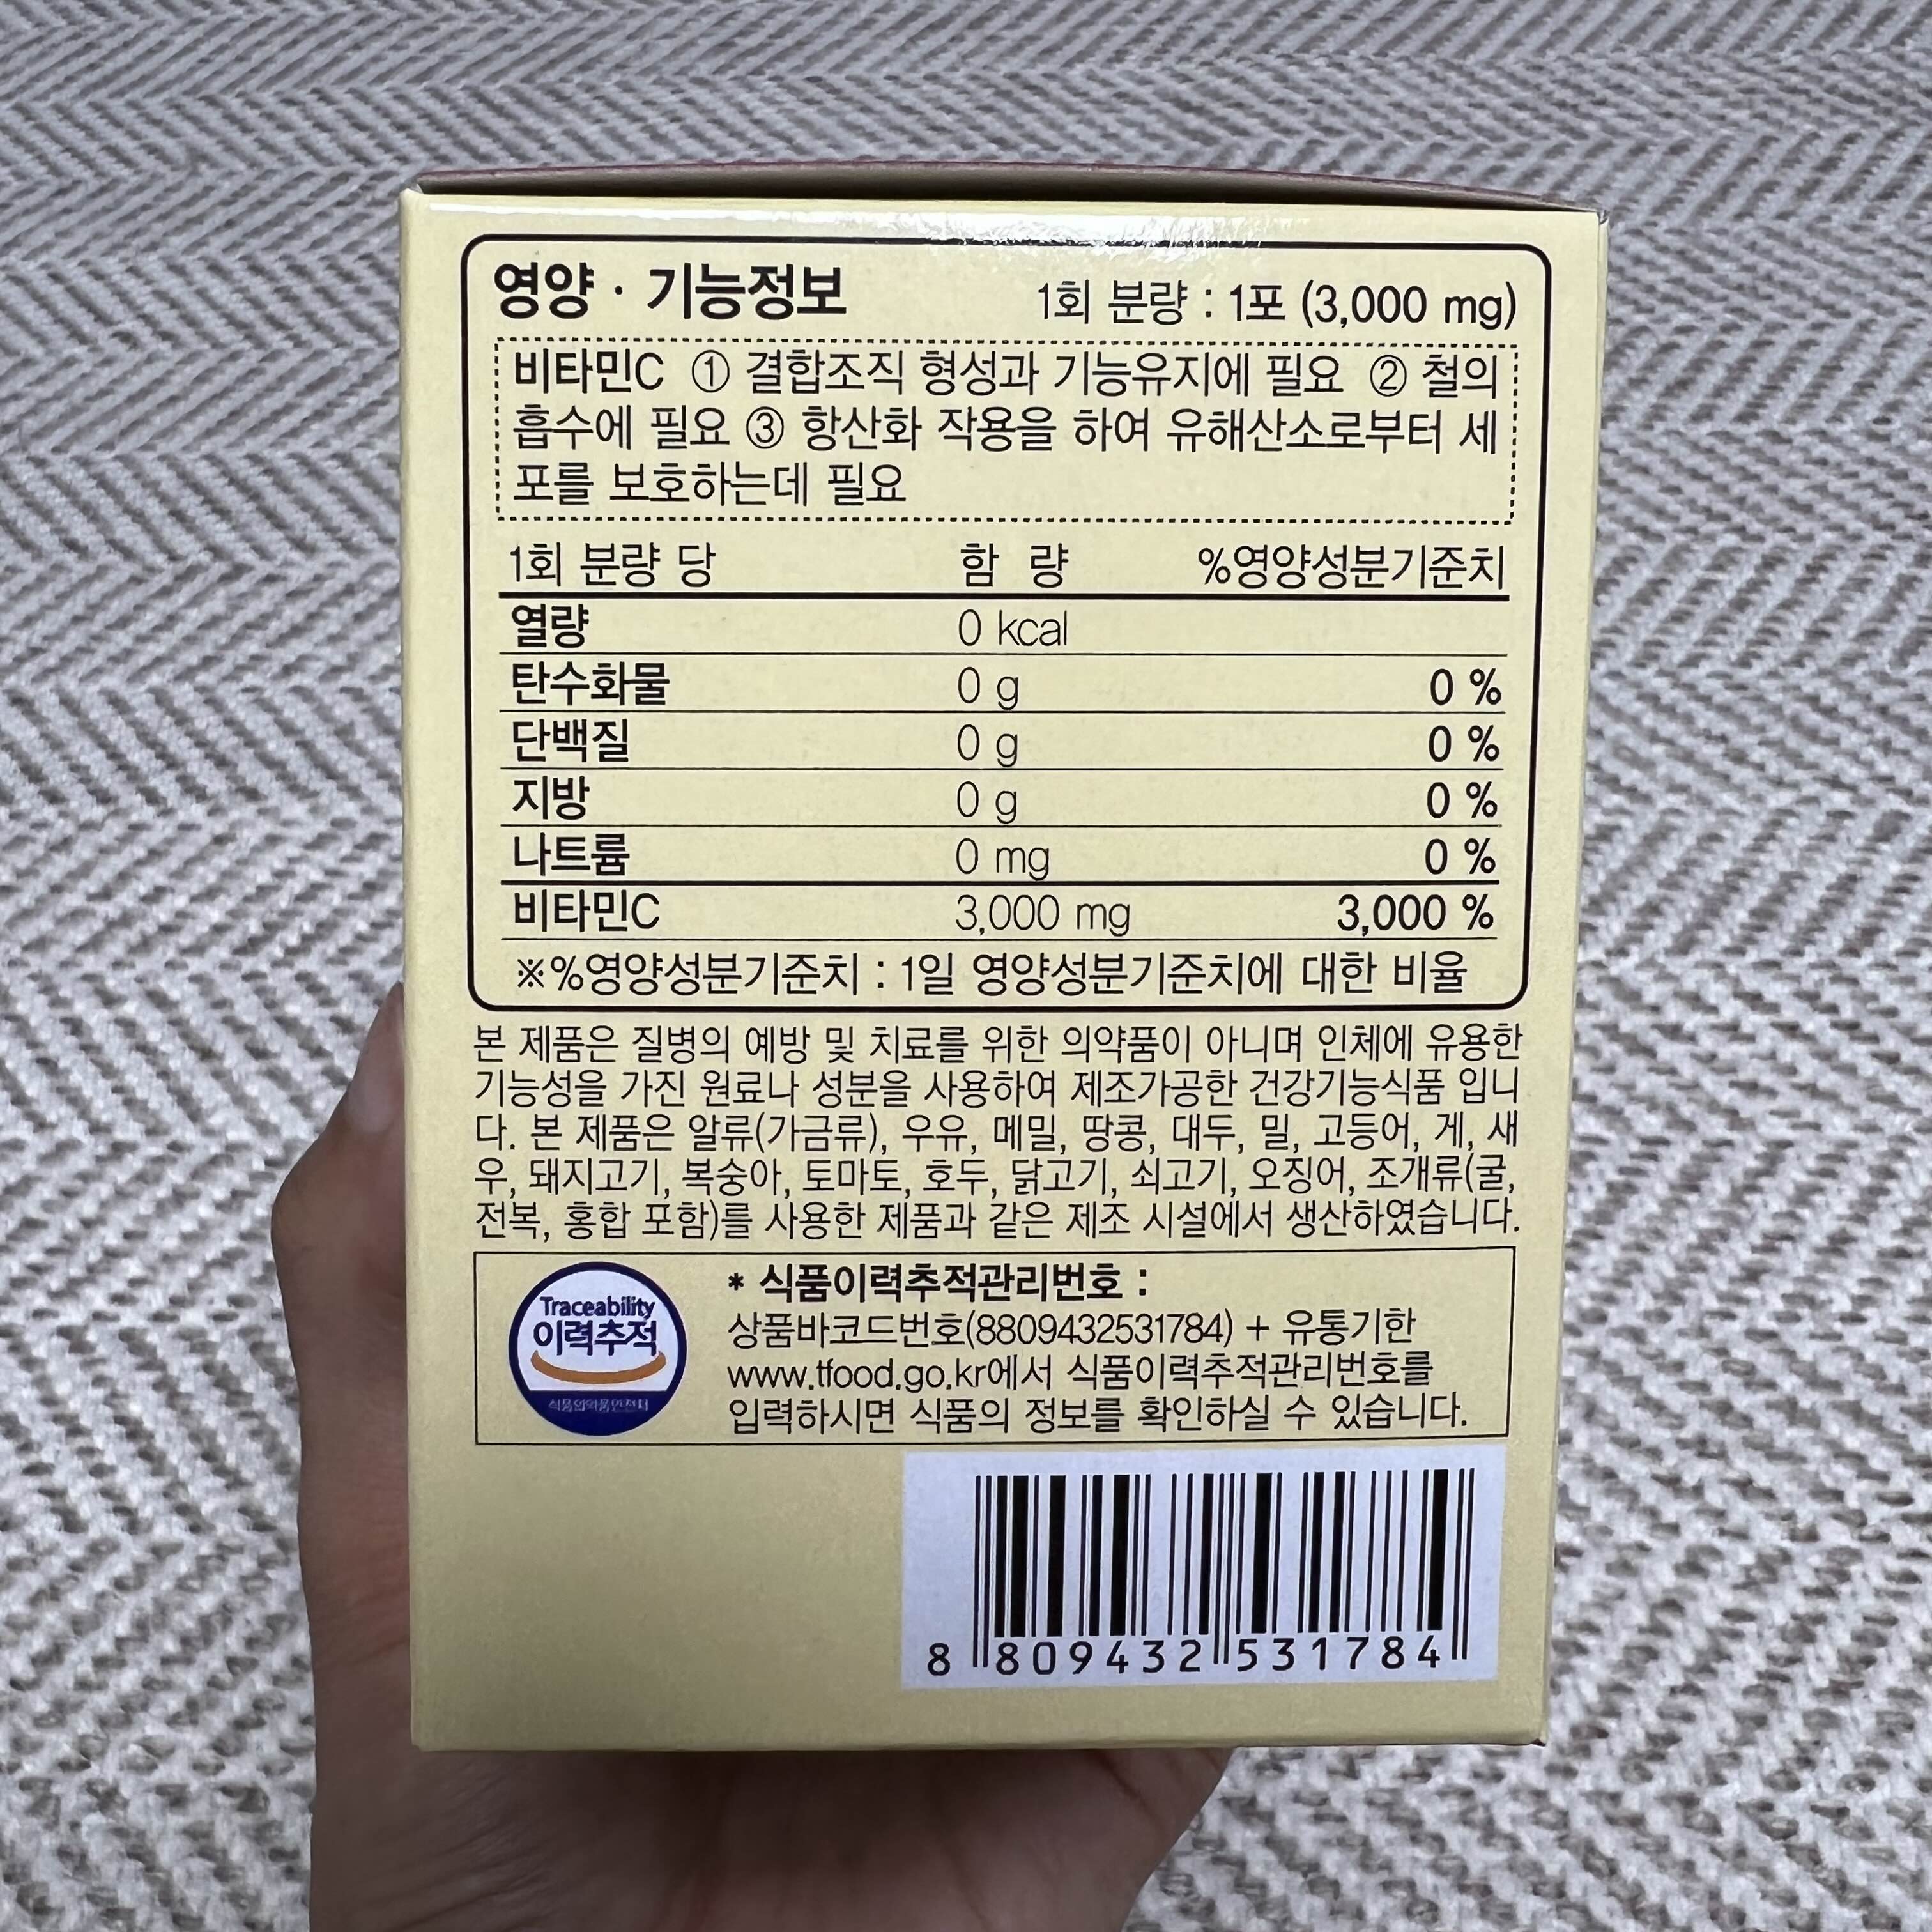 영양 · 기능정보 1회 분량 : 1포 (3,000 mg)
비타민C ① 결합조직 형성과 기능유지에 필요 ② 철의
흡수에 필요 ③ 항산화 작용을 하여 유해산소로부터 세
포를 보호하는데 필요
1회 분량 당 함 량 %영양성분기준치
열량 0 kcal
탄수화물 0 g 0 %
단백질 0 g 0 %
지방 0 g 0 %
나트륨 0 mg 0 %
비타민C 3,000 mg 3,000 %
※%영양성분기준치 : 1일 영양성분기준치에 대한 비율
본 제품은 질병의 예방 및 치료를 위한 의약품이 아니며 인체에 유용한
기능성을 가진 원료나 성분을 사용하여 제조가공한 건강기능식품 입니
다. 본 제품은 알류(가금류), 우유, 메밀, 땅콩, 대두, 밀, 고등어, 게, 새
우, 돼지고기, 복숭아, 토마토, 호두, 닭고기, 쇠고기, 오징어, 조개류(굴,
전복, 홍합 포함)를 사용한 제품과 같은 제조 시설에서 생산하였습니다.
Traceability
이력추적
식품의약품안전처
* 식품이력추적관리번호 :
상품바코드번호(8809432531784) + 유통기한
www.tfood.go.kr에서 식품이력추적관리번호를
입력하시면 식품의 정보를 확인하실 수 있습니다.
8 809432 531784